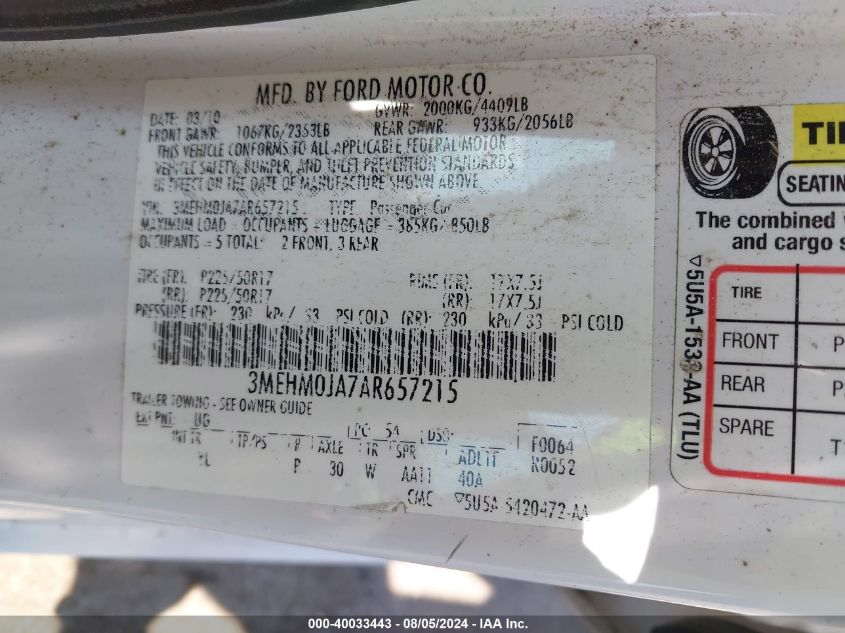 MFD. BY FORD MOTOR CO.
DATE: 03/10 GVWR: 2000KG/4409LB
FRONT GAWR: 1067KG/2353LB REAR GAWR: 933KG/2056LB
THIS VEHICLE CONFORMS TO ALL APPLICABLE FEDERAL MOTOR
VEHICLE SAFETY, BUMPER, AND THEFT PREVENTION STANDARDS
IN EFFECT ON THE DATE OF MANUFACTURE SHOWN ABOVE
VIN: 3MEHM0JA7AR657215 TYPE: Passenger Car
MAXIMUM LOAD = OCCUPANTS + LUGGAGE = 385KG/ 850LB
OCCUPANTS = 5 TOTAL: 2 FRONT, 3 REAR
TIRE (FR): P225/50R17 RIMS (FR): 17X7.5J
(RR): P225/50R17 (RR): 17X7.5J
PRESSURE (FR): 230 kPa/ 33 PSI COLD (RR): 230 kPa/ 33 PSI COLD
3MEHM0JA7AR657215
TRAILER TOWING - SEE OWNER GUIDE
EXT PNT: UG EPC: 54 DSO: F0064
INT TR TP/PS R AXLE TR SPR ADLTT R0052
P 30 W AA11 40A
CMC ▽5U5A-5420472-AA
SEATIN
The combined
and cargo s
TIRE
FRONT P
REAR P
SPARE T
▽5U5A-1533-AA (TLU)
000-40033443 - 08/05/2024 - IAA Inc.